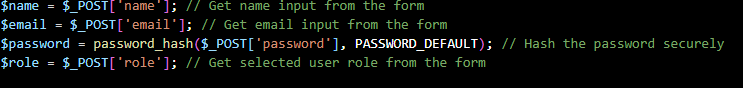 $name = $_POST['name']; // Get name input from the form
$email = $_POST['email']; // Get email input from the form
$password = password_hash($_POST['password'], PASSWORD_DEFAULT); // Hash the password securely
$role = $_POST['role']; // Get selected user role from the form